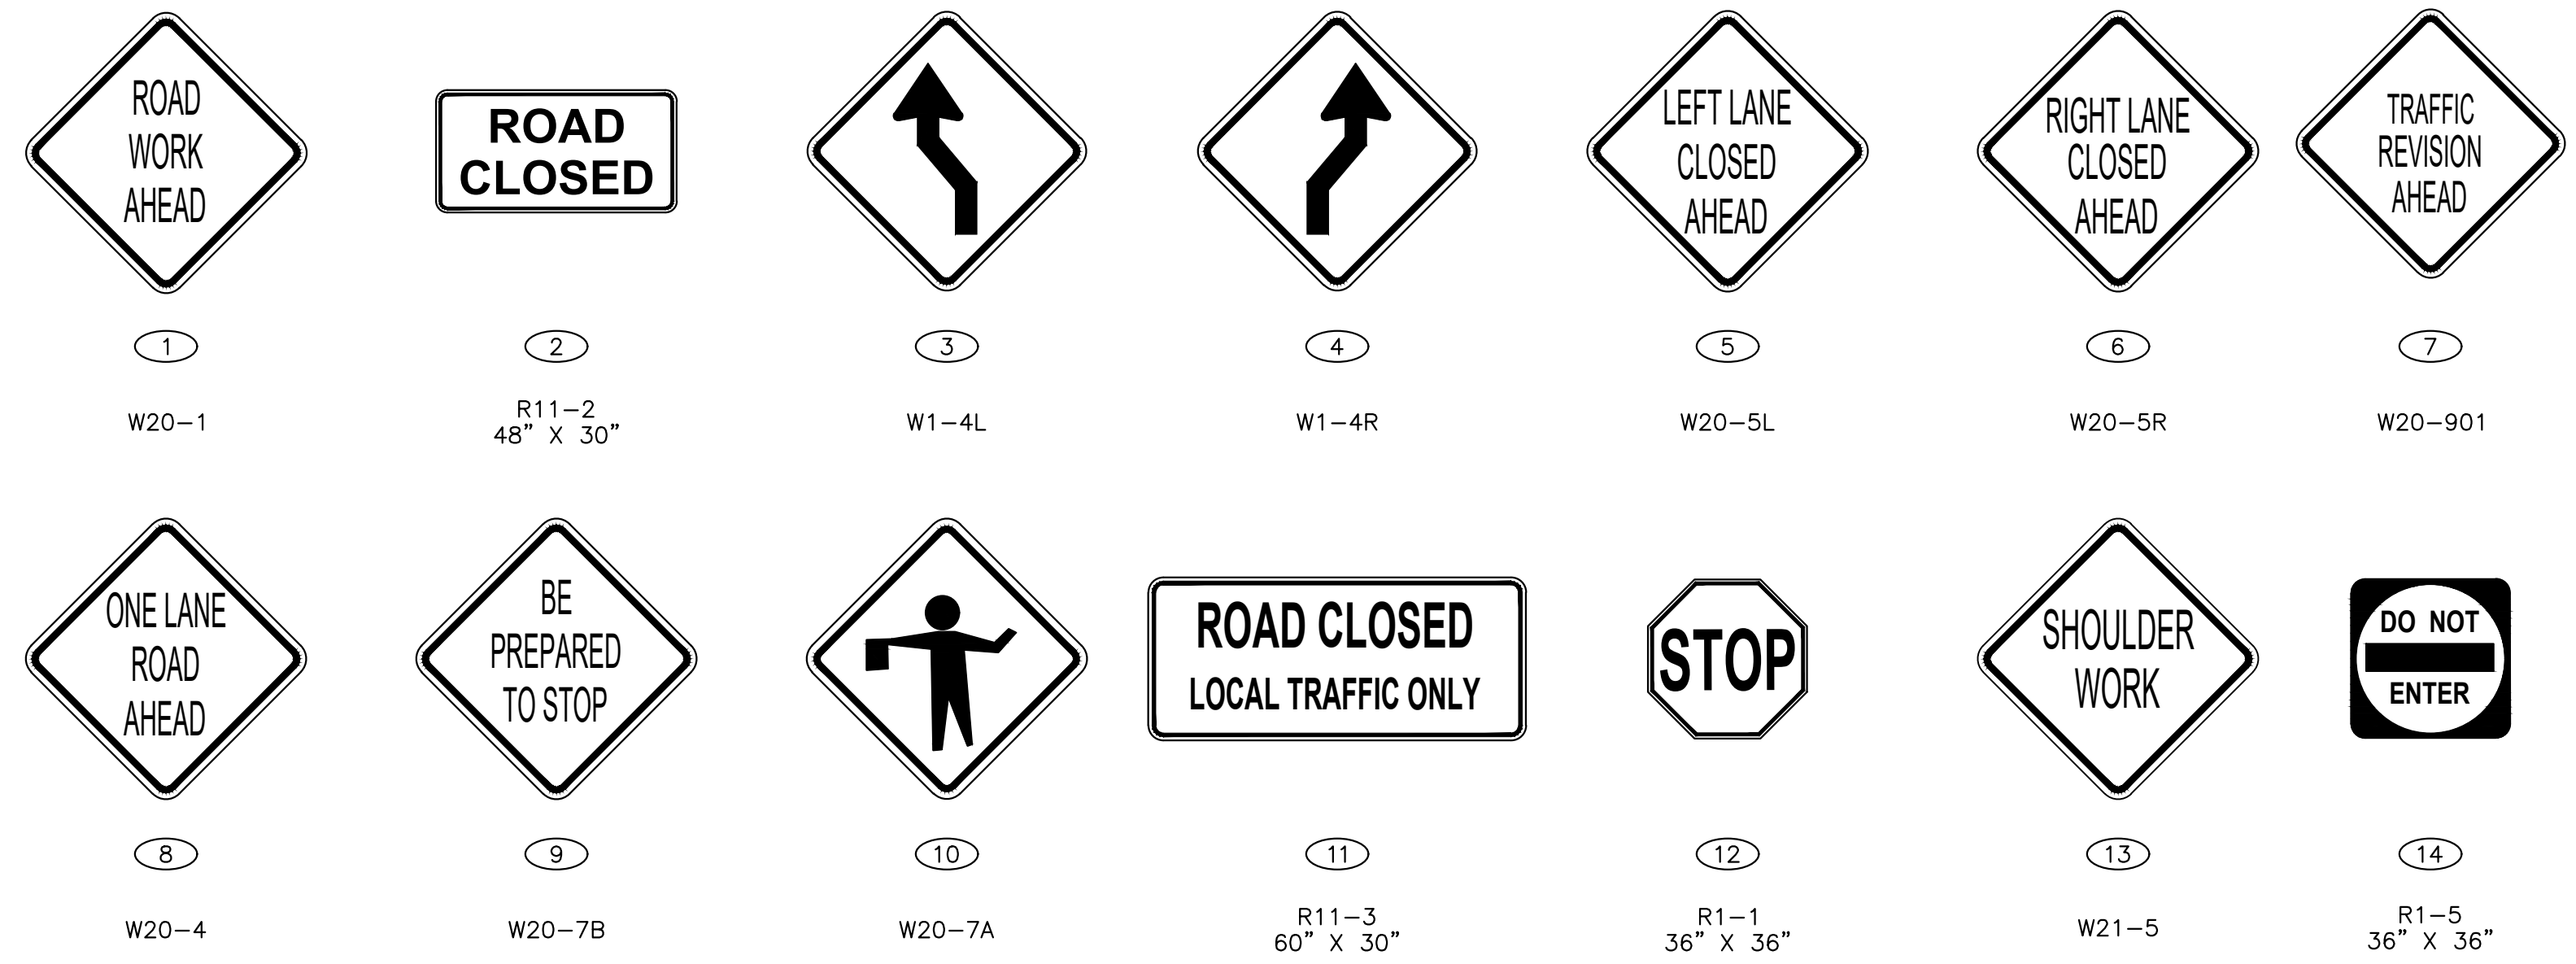 ROAD
WORK
AHEAD
ROAD
CLOSED
LEFT LANE
CLOSED
AHEAD
RIGHT LANE
CLOSED
AHEAD
TRAFFIC
REVISION
AHEAD
1
2
3
4
5
6
7
W20-1
R11-2
48” X 30”
W1-4L
W1-4R
W20-5L
W20-5R
W20-901
ONE LANE
ROAD
AHEAD
BE
PREPARED
TO STOP
ROAD CLOSED
LOCAL TRAFFIC ONLY
STOP
SHOULDER
WORK
DO NOT
ENTER
8
9
10
11
12
13
14
W20-4
W20-7B
W20-7A
R11-3
60” X 30”
R1-1
36” X 36”
W21-5
R1-5
36” X 36”